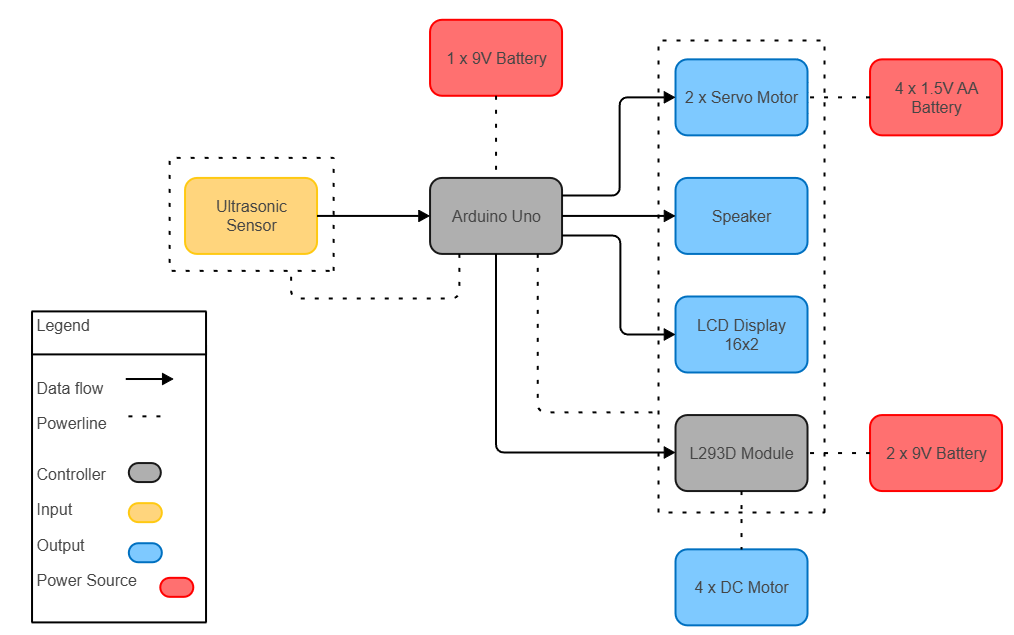 1 x 9V Battery
2 x Servo Motor
4 x 1.5V AA
Battery
Ultrasonic
Sensor
Arduino Uno
Speaker
LCD Display
16x2
L293D Module
2 x 9V Battery
4 x DC Motor
Legend
Data flow
Powerline
Controller
Input
Output
Power Source